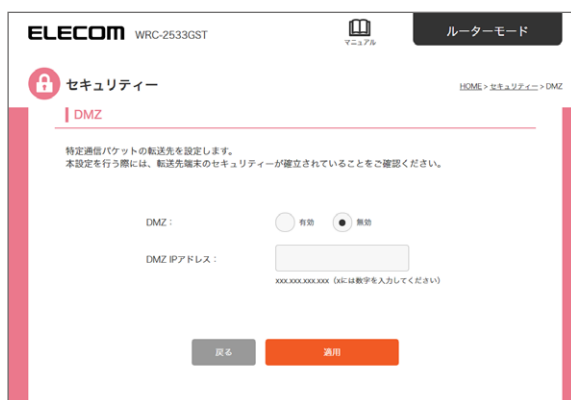 ELECOM WRC-2533GST
マニュアル
ルーターモード
セキュリティー
HOME > セキュリティー > DMZ
DMZ
特定通信パケットの転送先を設定します。
本設定を行う際には、転送先端末のセキュリティーが確立されていることをご確認ください。
DMZ： 有効 無効
DMZ IPアドレス：
xxx.xxx.xxx.xxx（xには数字を入力してください）
戻る 適用